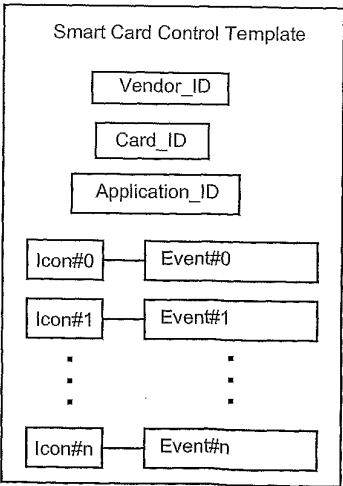 Smart Card Control Template
Vendor_ID
Card_ID
Application_ID
Icon#0 Event#0
Icon#1 Event#1
Icon#n Event#n